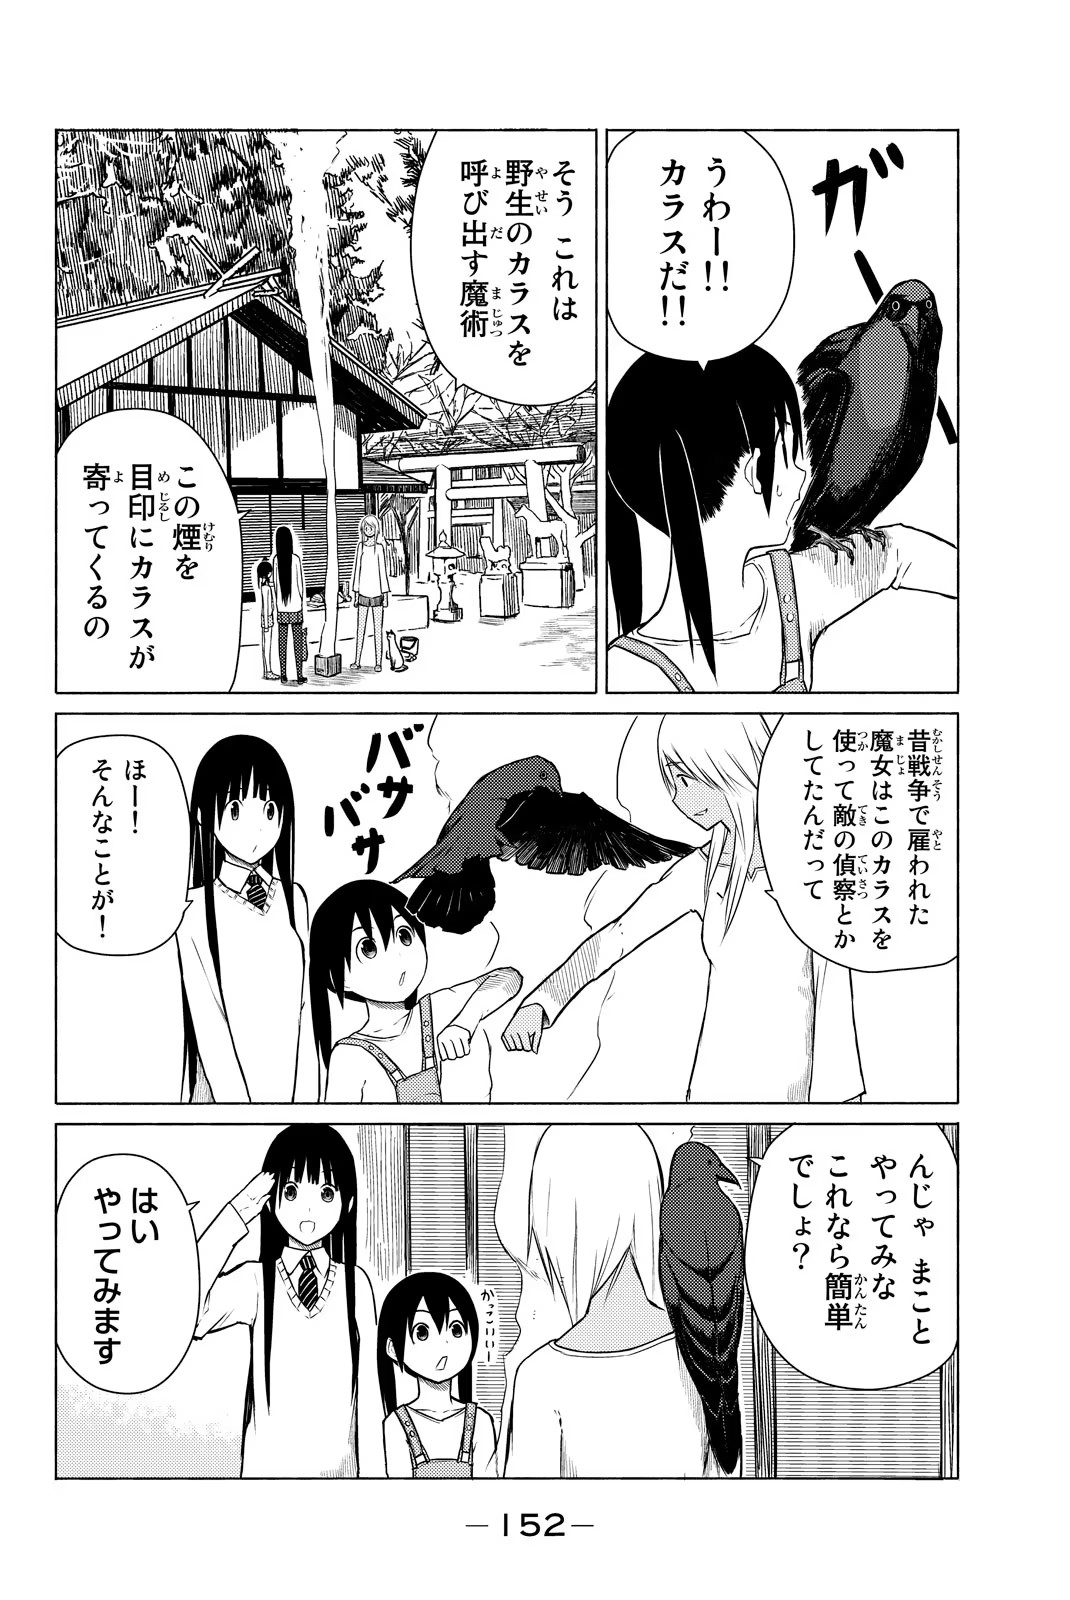 ガ
うわー!!
カラスだ!!
そう これは
野生のカラスを
呼び出す魔術
この煙を
目印にカラスが
寄ってくるの
昔戦争で雇われた
魔女はこのカラスを
使って敵の偵察とか
してたんだって
バサ
バサ
ほー!
そんなことが!
んじゃ まこと
やってみな
これなら簡単
でしょ?
かっこいいー
はい
やってみます
—152—